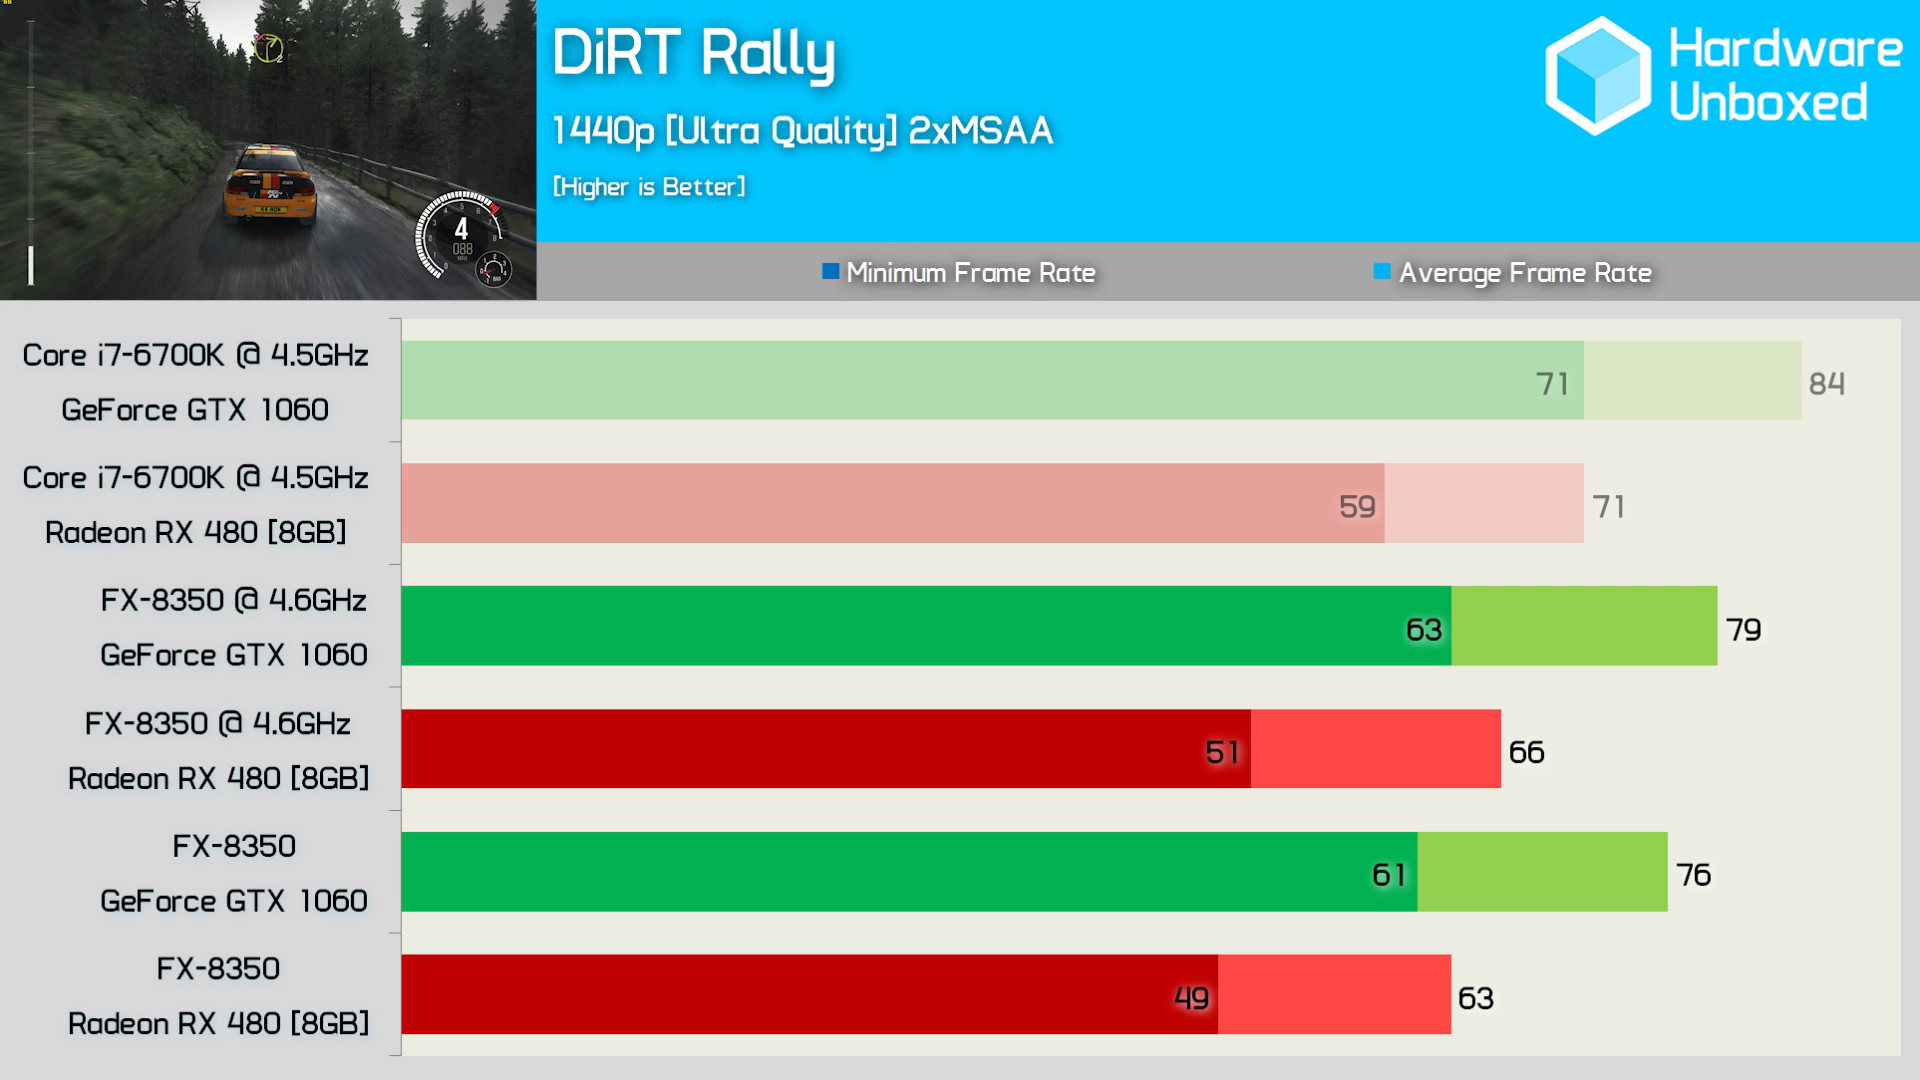 DiRT Rally
1440p [Ultra Quality] 2xMSAA
[Higher is Better]
Hardware
Unboxed
Minimum Frame Rate
Average Frame Rate
4
088
Core i7-6700K @ 4.5GHz
GeForce GTX 1060
71
84
Core i7-6700K @ 4.5GHz
Radeon RX 480 [8GB]
59
71
FX-8350 @ 4.6GHz
GeForce GTX 1060
63
79
FX-8350 @ 4.6GHz
Radeon RX 480 [8GB]
51
66
FX-8350
GeForce GTX 1060
61
76
FX-8350
Radeon RX 480 [8GB]
49
63